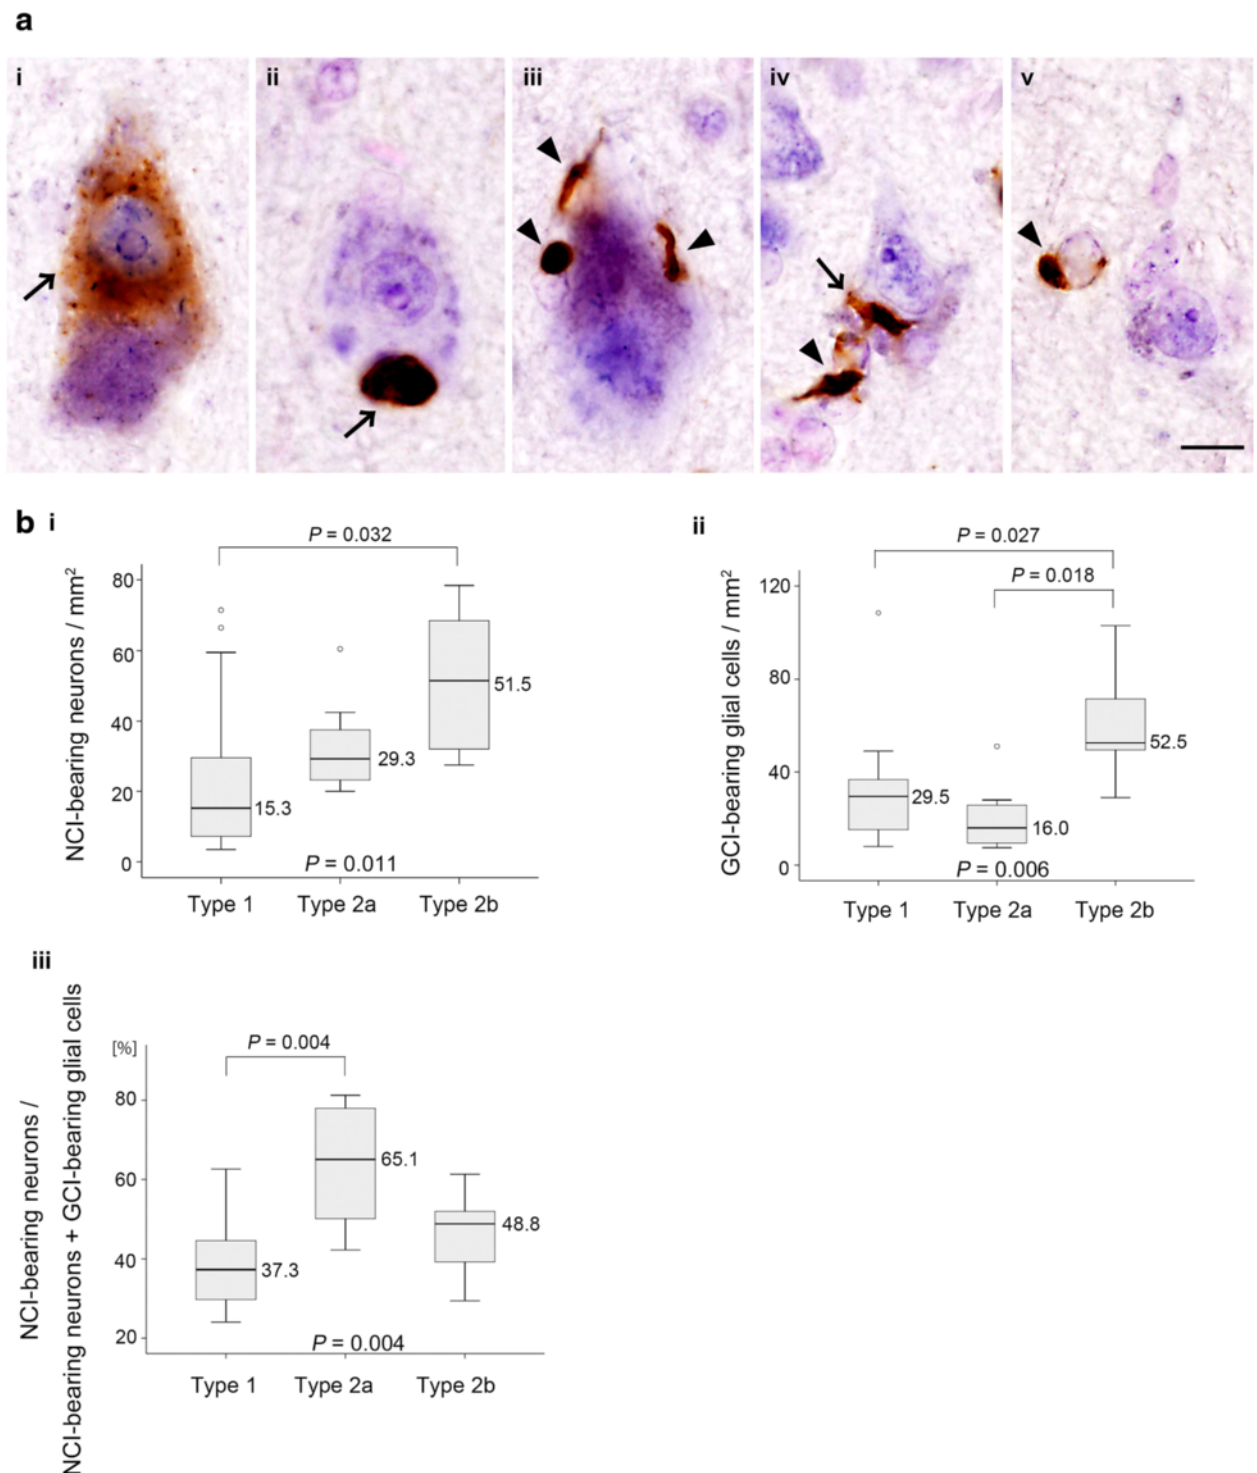 a
i ii iii iv v
b i
P = 0.032
NCI-bearing neurons / mm²
80
60
40
20
0
51.5
29.3
15.3
P = 0.011
Type 1 Type 2a Type 2b
ii
P = 0.027
P = 0.018
GCI-bearing glial cells / mm²
120
80
40
0
52.5
29.5
16.0
P = 0.006
Type 1 Type 2a Type 2b
iii
NCI-bearing neurons /
NCI-bearing neurons + GCI-bearing glial cells
[%]
P = 0.004
80
60
40
20
65.1
48.8
37.3
P = 0.004
Type 1 Type 2a Type 2b